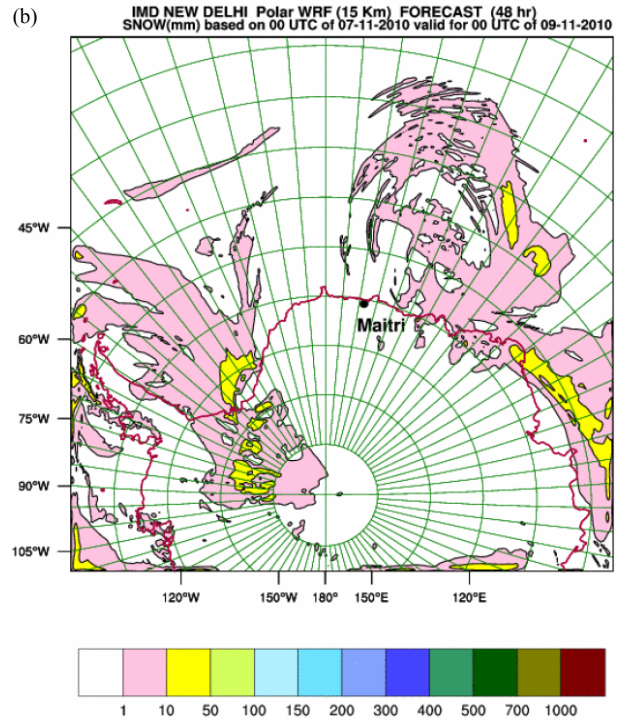 (b)
IMD NEW DELHI Polar WRF (15 Km) FORECAST (48 hr)
SNOW(mm) based on 00 UTC of 07-11-2010 valid for 00 UTC of 09-11-2010
45°W
Maitri
60°W
75°W
90°W
105°W
120°W 150°W 180° 150°E 120°E
1 10 50 100 150 200 300 400 500 700 1000